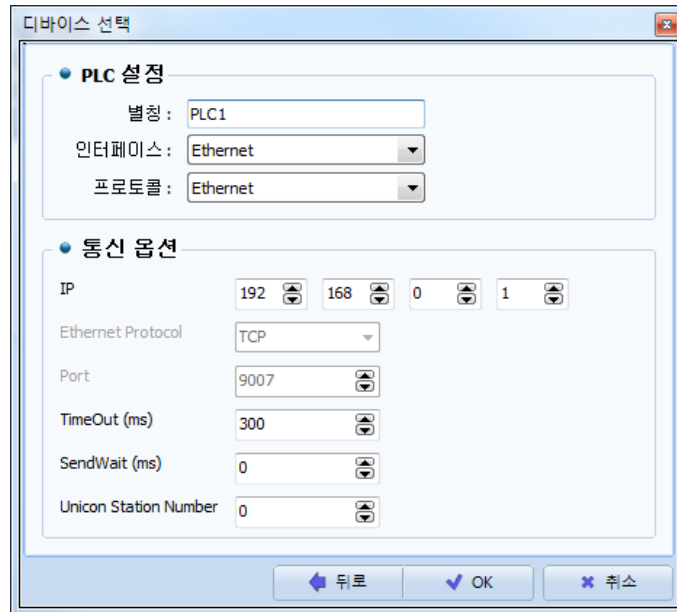 디바이스 선택
PLC 설정
별칭 : PLC1
인터페이스 : Ethernet
프로토콜 : Ethernet
통신 옵션
IP 192 168 0 1
Ethernet Protocol TCP
Port 9007
TimeOut (ms) 300
SendWait (ms) 0
Unicon Station Number 0
뒤로 OK 취소